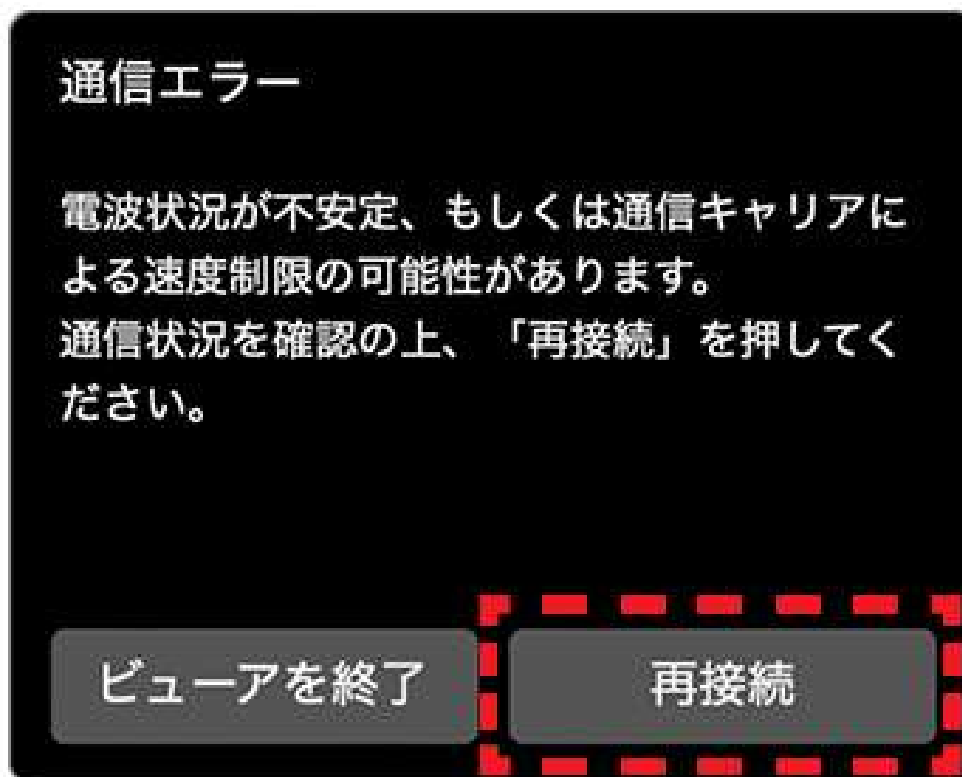 通信エラー
電波状況が不安定、もしくは通信キャリアに
よる速度制限の可能性があります。
通信状況を確認の上、「再接続」を押してく
ださい。
ビューアを終了
再接続